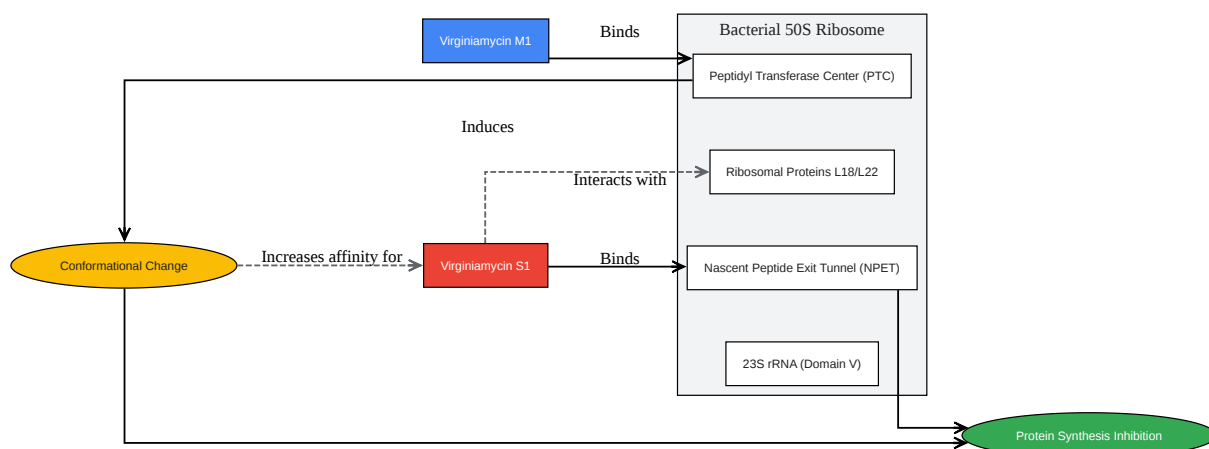 Bacterial 50S Ribosome
Binds
Virginiamycin M1
Peptidyl Transferase Center (PTC)
Induces
Ribosomal Proteins L18/L22
Interacts with
Increases affinity for
Binds
Conformational Change
Virginiamycin S1
Nascent Peptide Exit Tunnel (NPET)
23S rRNA (Domain V)
Protein Synthesis Inhibition